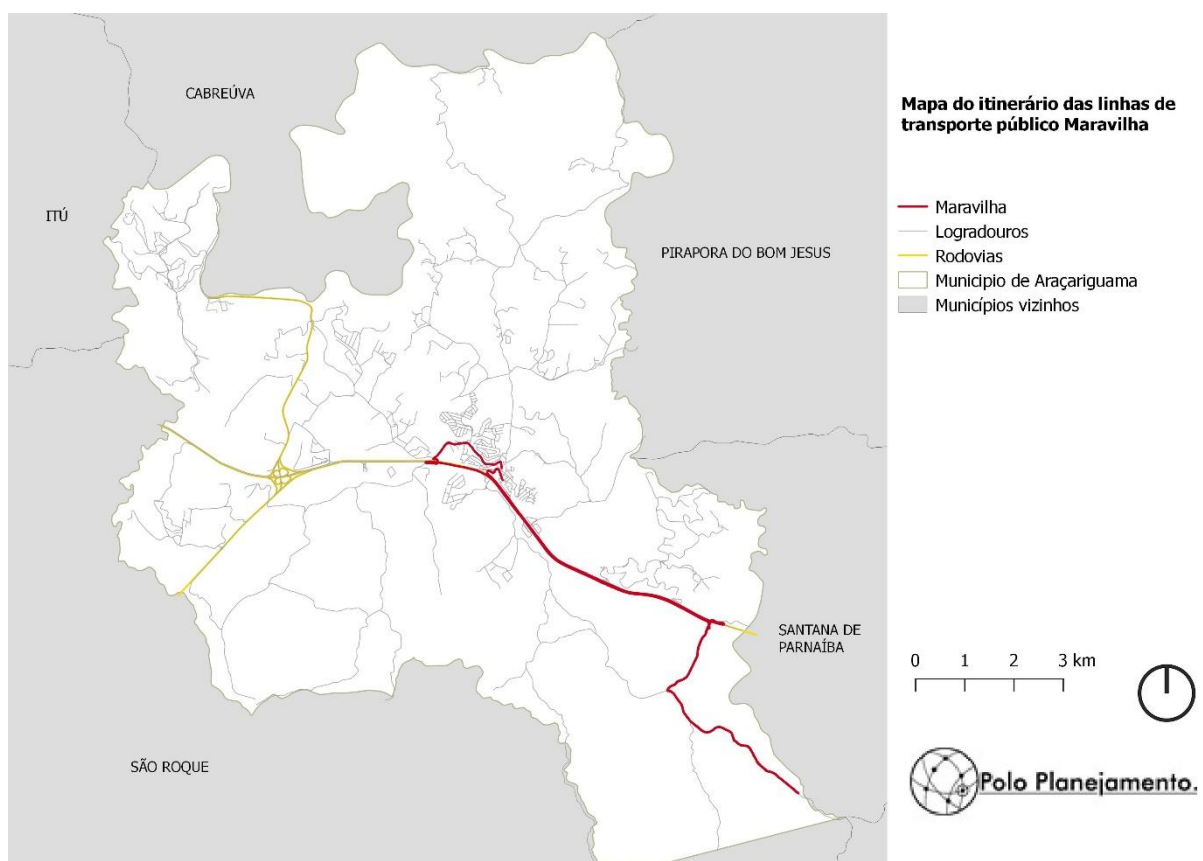 CABREÚVA
ITÚ
PIRAPORA DO BOM JESUS
SANTANA DE
PARNAÍBA
SÃO ROQUE
Mapa do itinerário das linhas de
transporte público Maravilha
Maravilha
Logradouros
Rodovias
Municipio de Araçariguama
Municípios vizinhos
0 1 2 3 km
Polo Planejamento.